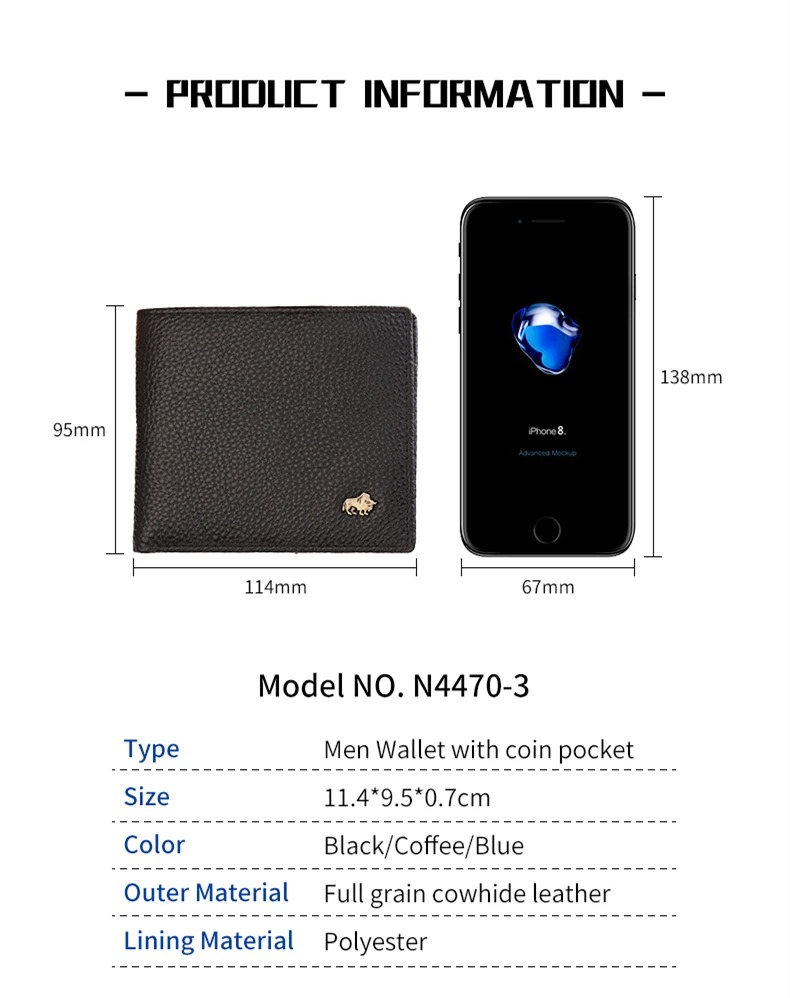 - PRODUCT INFORMATION -
138mm
95mm
iPhone 8.
Advanced Mockup
114mm
67mm
Model NO. N4470-3
Type Men Wallet with coin pocket
Size 11.4*9.5*0.7cm
Color Black/Coffee/Blue
Outer Material Full grain cowhide leather
Lining Material Polyester